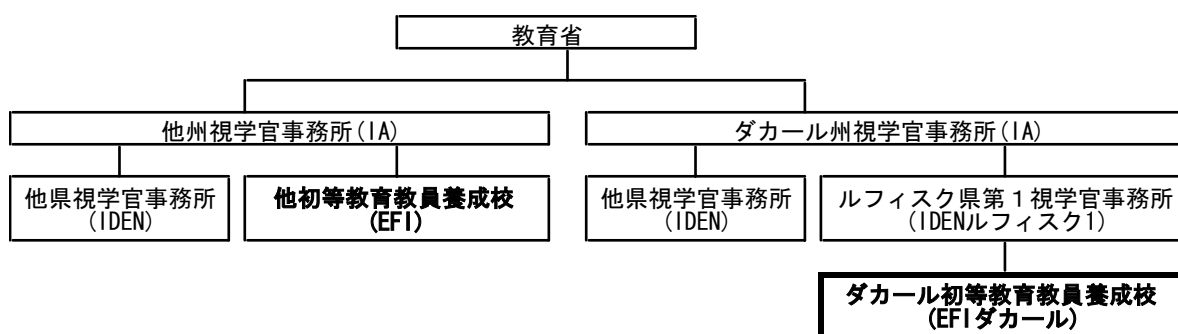 教育省
他州視学官事務所(IA)
ダカール州視学官事務所(IA)
他県視学官事務所
(IDEN)
他初等教育教員養成校
(EFI)
他県視学官事務所
(IDEN)
ルフィスク県第１視学官事務所
(IDENルフィスク1)
ダカール初等教育教員養成校
(EFIダカール)